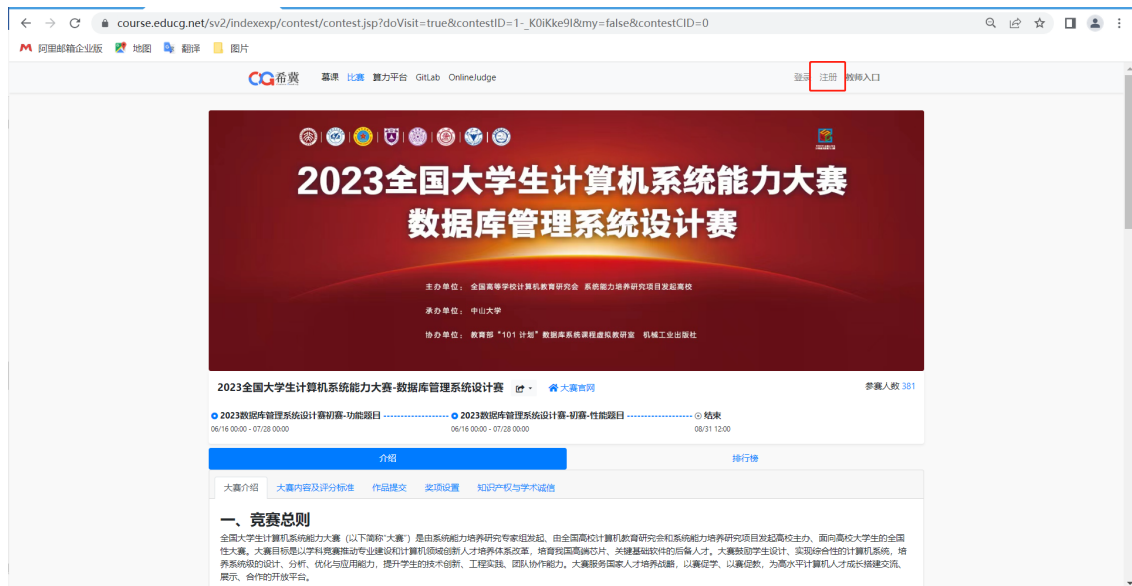 course.educg.net/sv2/indexexp/contest/contest.jsp?doVisit=true&contestID=1-_K0iKke9I&my=false&contestCID=0
阿里邮箱企业版 地图 翻译 图片
CG希冀 慕课 比赛 算力平台 GitLab OnlineJudge 登录 注册 教师入口
2023全国大学生计算机系统能力大赛
数据库管理系统设计赛
主办单位： 全国高等学校计算机教育研究会 系统能力培养研究项目发起高校
承办单位： 中山大学
协办单位： 教育部“101 计划”数据库系统课程虚拟教研室 机械工业出版社
2023全国大学生计算机系统能力大赛-数据库管理系统设计赛 大赛官网 参赛人数 381
2023数据库管理系统设计赛初赛-功能题目 2023数据库管理系统设计赛-初赛-性能题目 结束
06/16 00:00 - 07/28 00:00 06/16 00:00 - 07/28 00:00 08/31 12:00
介绍 排行榜
大赛介绍 大赛内容及评分标准 作品提交 奖项设置 知识产权与学术诚信
一、竞赛总则
全国大学生计算机系统能力大赛（以下简称“大赛”）是由系统能力培养研究专家组发起、由全国高校计算机教育研究会和系统能力培养研究项目发起高校主办、面向高校大学生的全国
性大赛。大赛目标是以学科竞赛推动专业建设和计算机领域创新人才培养体系改革，培育我国高端芯片、关键基础软件的后备人才。大赛鼓励学生设计、实现综合性的计算机系统，培
养系统级的设计、分析、优化与应用能力，提升学生的技术创新、工程实践、团队协作能力。大赛服务国家人才培养战略，以赛促学、以赛促教，为高水平计算机人才成长搭建交流、
展示、合作的开放平台。